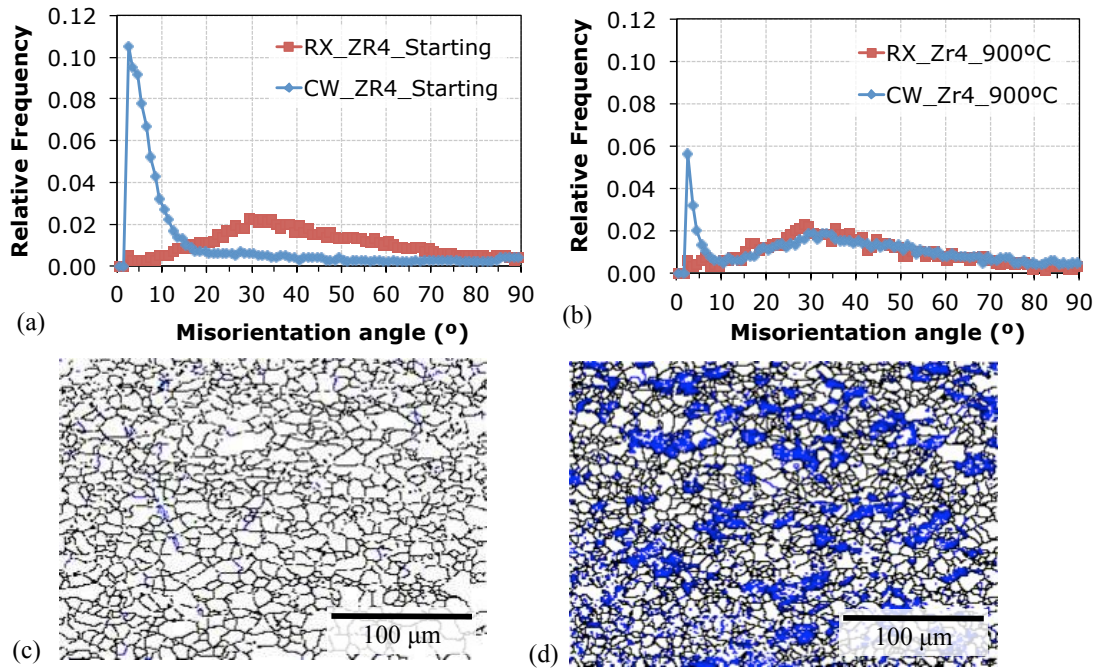 0.12
0.10
0.08
0.06
0.04
0.02
0.00
Relative Frequency
RX_ZR4_Starting
CW_ZR4_Starting
0 10 20 30 40 50 60 70 80 90
Misorientation angle (º)
(a)
0.12
0.10
0.08
0.06
0.04
0.02
0.00
Relative Frequency
RX_Zr4_900ºC
CW_Zr4_900ºC
0 10 20 30 40 50 60 70 80 90
Misorientation angle (º)
(b)
100 μm
(c)
100 μm
(d)